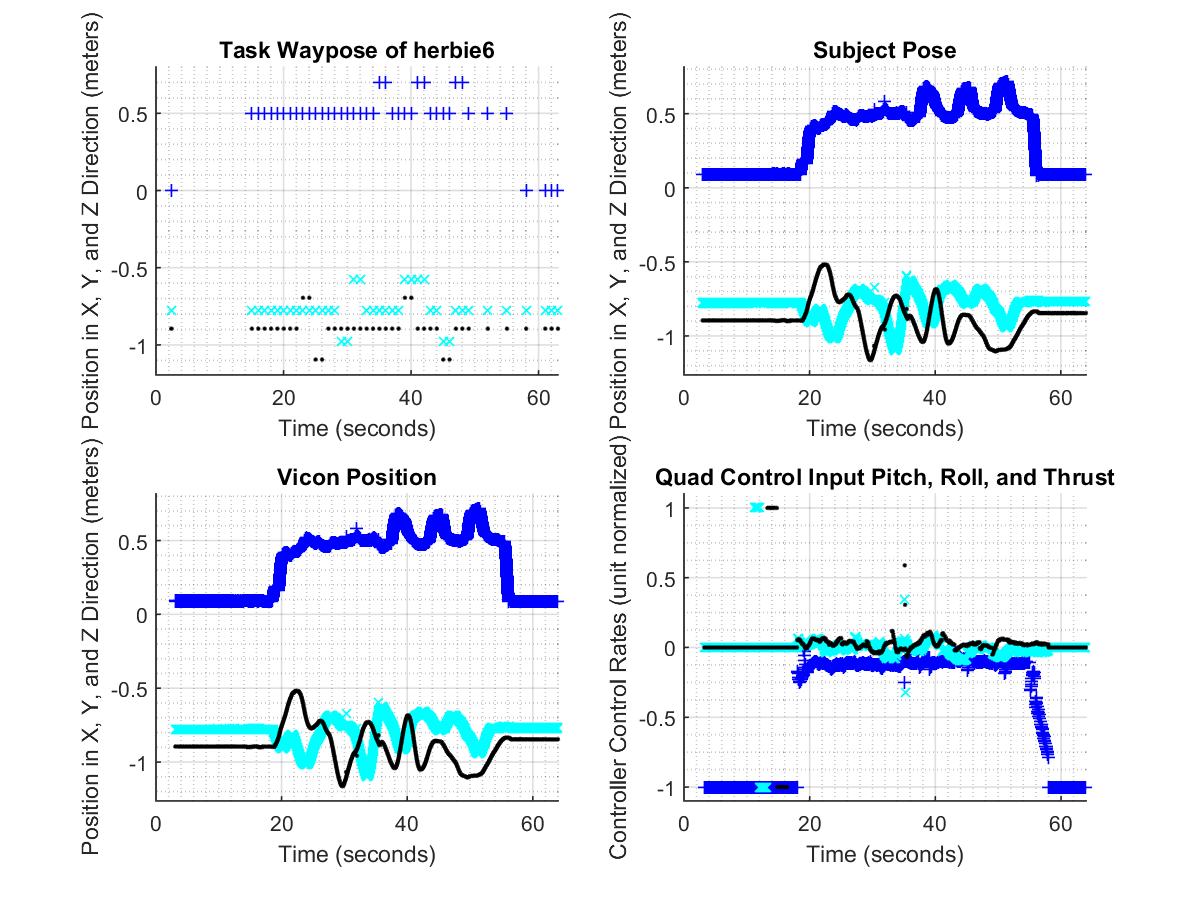 Task Waypose of herbie6
Position in X, Y, and Z Direction (meters)
0.5
0
-0.5
-1
0 20 40 60
Time (seconds)
Subject Pose
Position in X, Y, and Z Direction (meters)
0.5
0
-0.5
-1
0 20 40 60
Time (seconds)
Vicon Position
Position in X, Y, and Z Direction (meters)
0.5
0
-0.5
-1
0 20 40 60
Time (seconds)
Quad Control Input Pitch, Roll, and Thrust
Controller Control Rates (unit normalized)
1
0.5
0
-0.5
-1
0 20 40 60
Time (seconds)